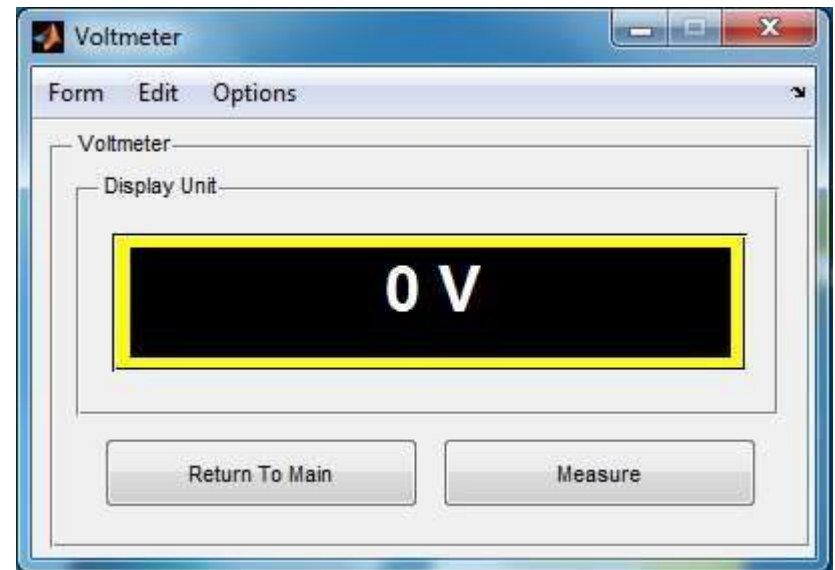 Voltmeter
Form Edit Options
Voltmeter
Display Unit
0 V
Return To Main Measure